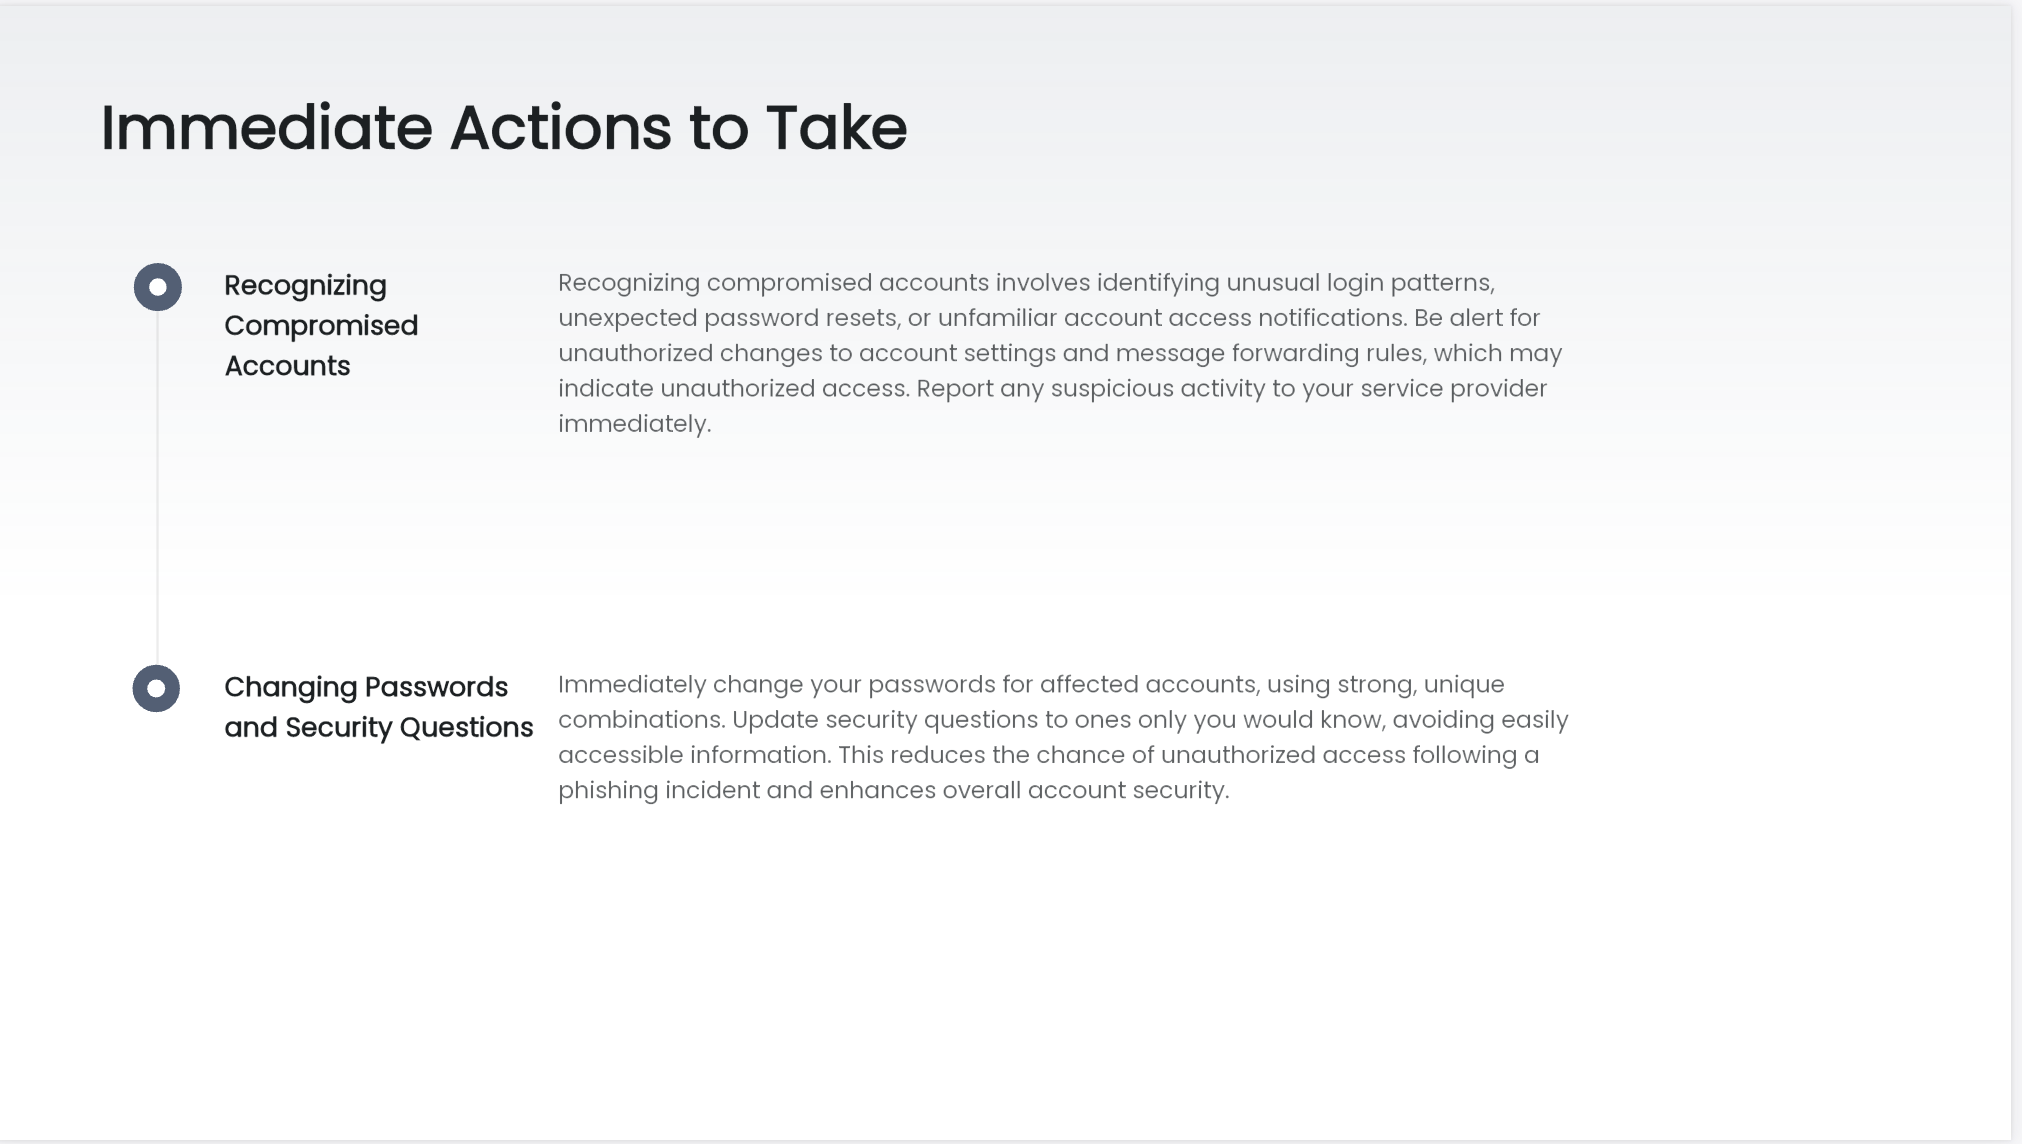 Immediate Actions to Take
Recognizing
Compromised
Accounts
Recognizing compromised accounts involves identifying unusual login patterns,
unexpected password resets, or unfamiliar account access notifications. Be alert for
unauthorized changes to account settings and message forwarding rules, which may
indicate unauthorized access. Report any suspicious activity to your service provider
immediately.
Changing Passwords
and Security Questions
Immediately change your passwords for affected accounts, using strong, unique
combinations. Update security questions to ones only you would know, avoiding easily
accessible information. This reduces the chance of unauthorized access following a
phishing incident and enhances overall account security.